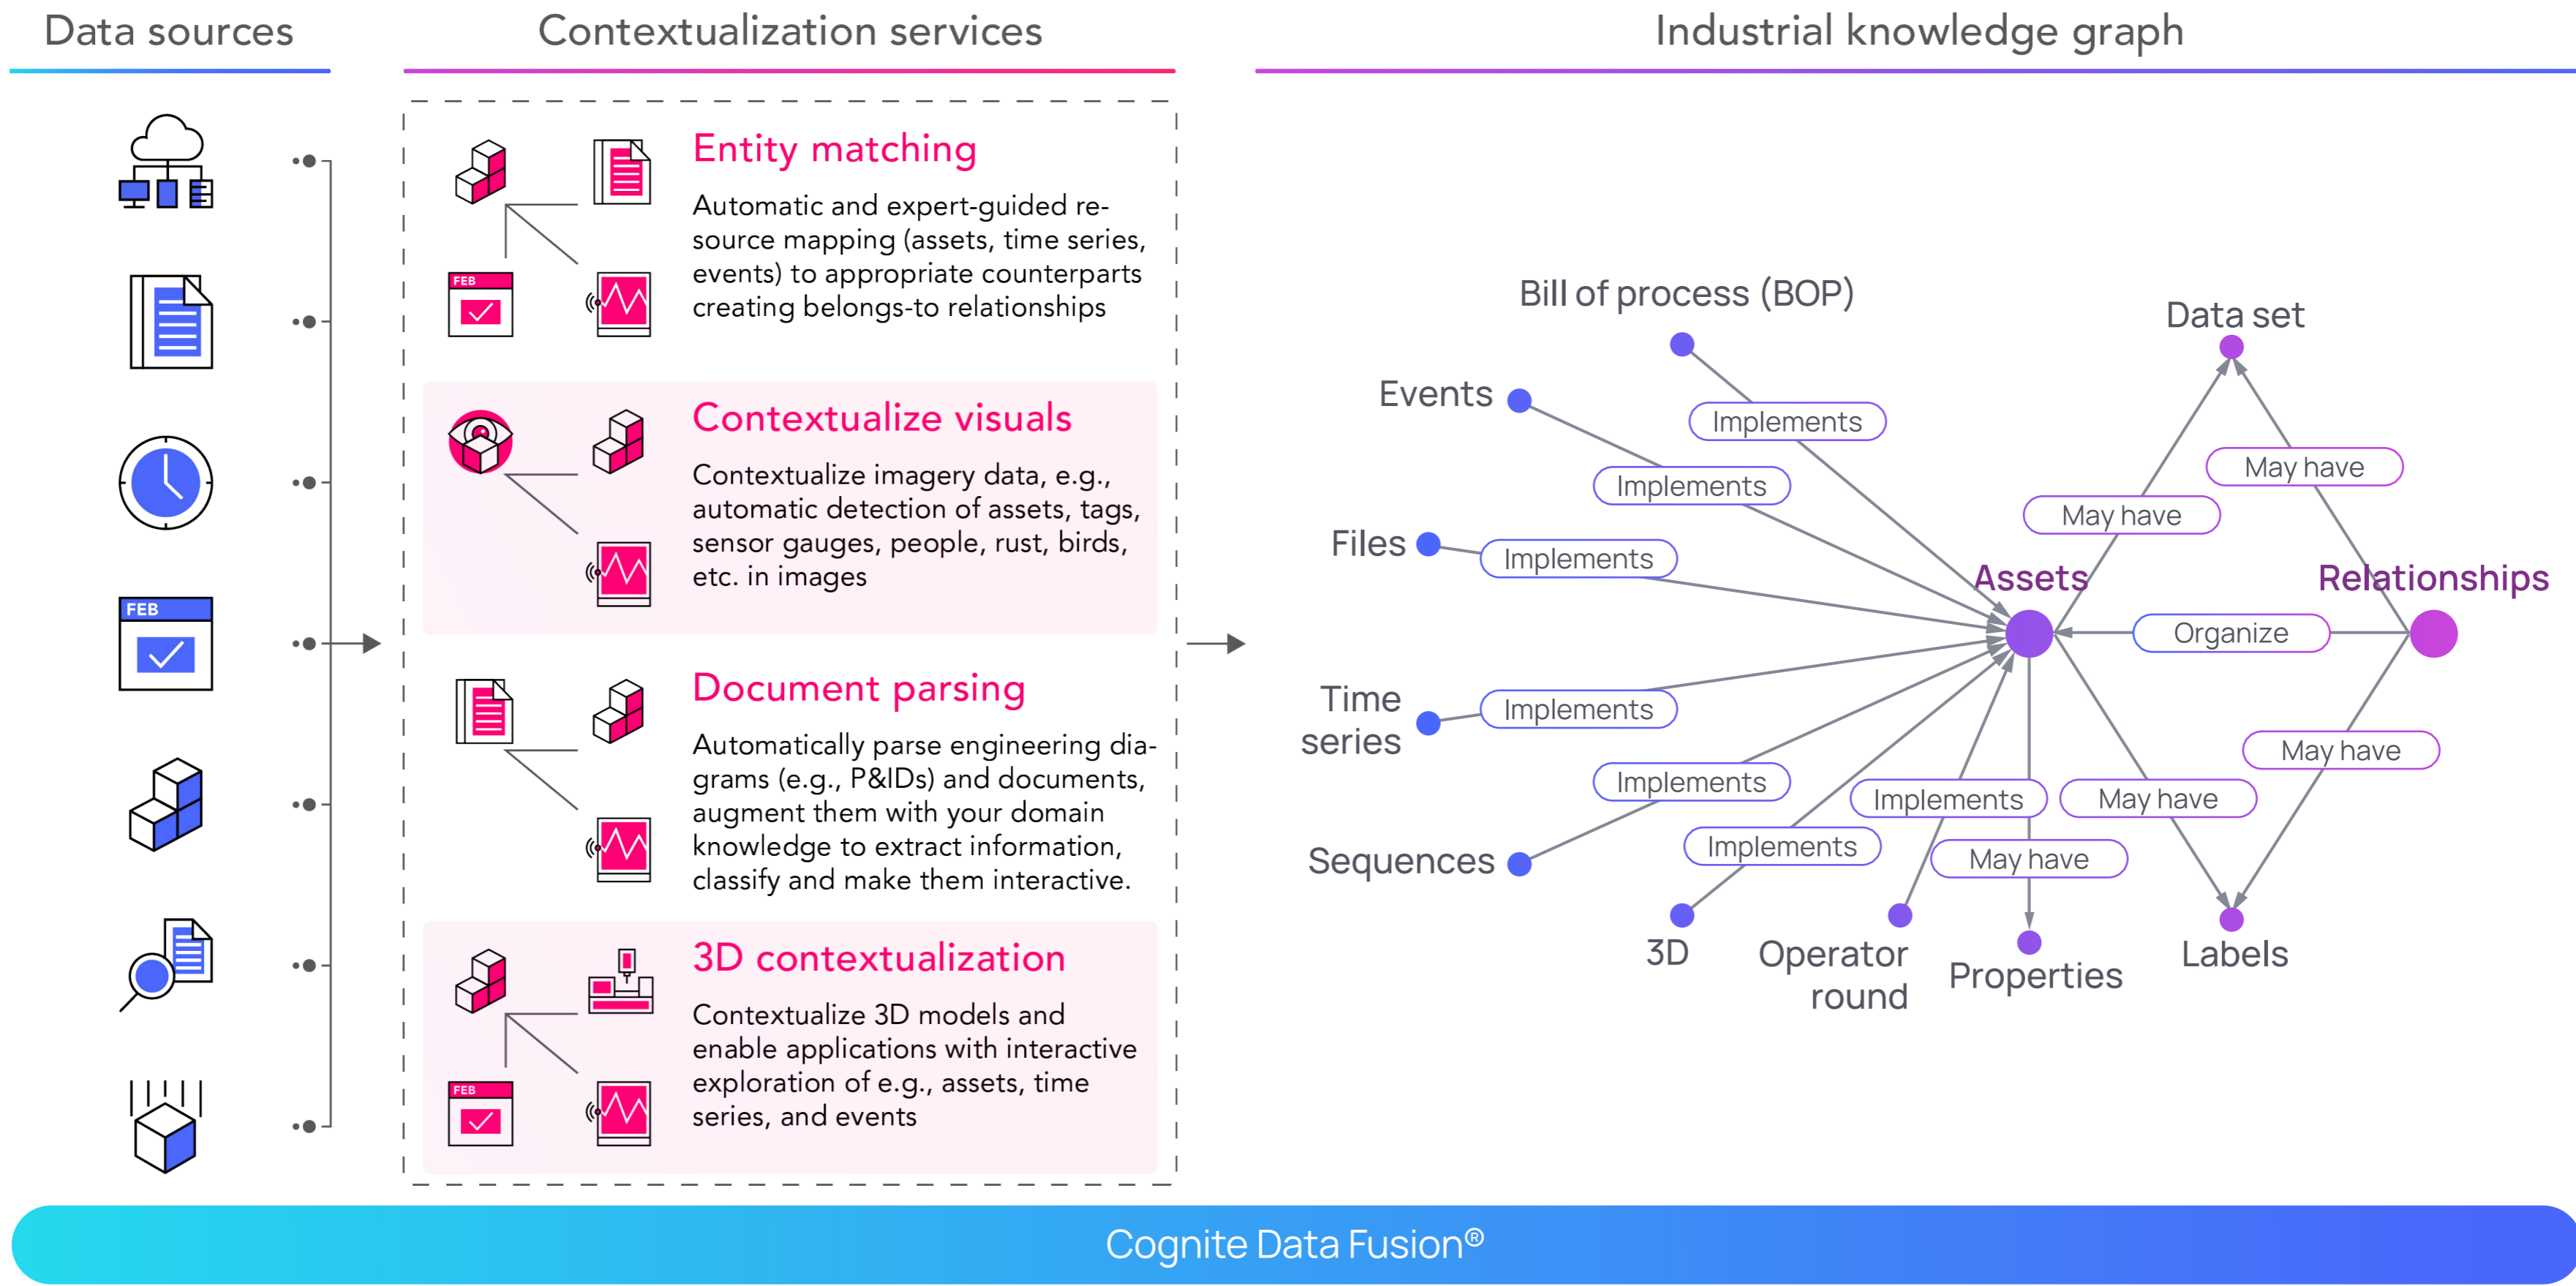 Data sources
Contextualization services
Industrial knowledge graph
FEB
Entity matching
Automatic and expert-guided re-
source mapping (assets, time series,
events) to appropriate counterparts
creating belongs-to relationships
FEB
Contextualize visuals
Contextualize imagery data, e.g.,
automatic detection of assets, tags,
sensor gauges, people, rust, birds,
etc. in images
Document parsing
Automatically parse engineering dia-
grams (e.g., P&IDs) and documents,
augment them with your domain
knowledge to extract information,
classify and make them interactive.
3D contextualization
Contextualize 3D models and
enable applications with interactive
exploration of e.g., assets, time
series, and events
FEB
Bill of process (BOP)
Data set
Events
Implements
May have
Implements
May have
Files
Implements
Assets
Relationships
Organize
Time
series
Implements
May have
Implements
Implements
May have
Implements
May have
Sequences
3D
Operator
round
Properties
Labels
Cognite Data Fusion®